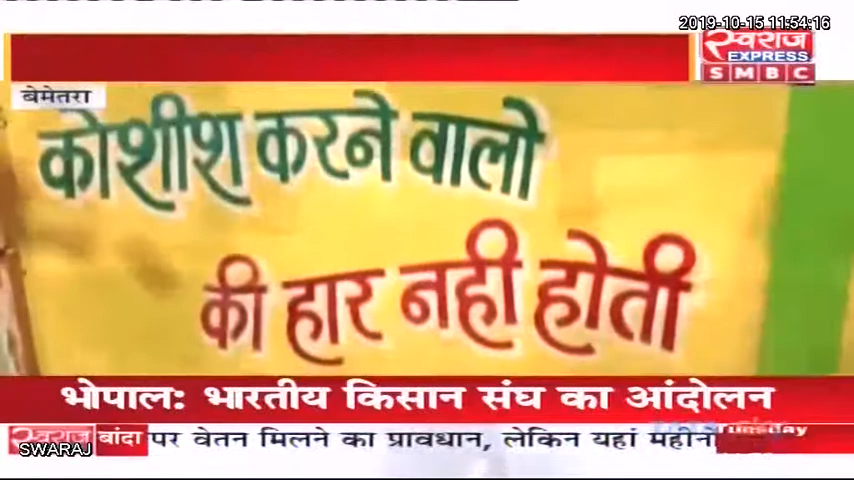 2019-10-15 11:54:16
स्वराज
EXPRESS
SMBC
बेमेतरा
कोशीश करने वालो
की हार नही होती
भोपाल: भारतीय किसान संघ का आंदोलन
स्वराज बांदा पर वेतन मिलने का प्रावधान, लेकिन यहां महीनों
Tuesday
SWARAJ